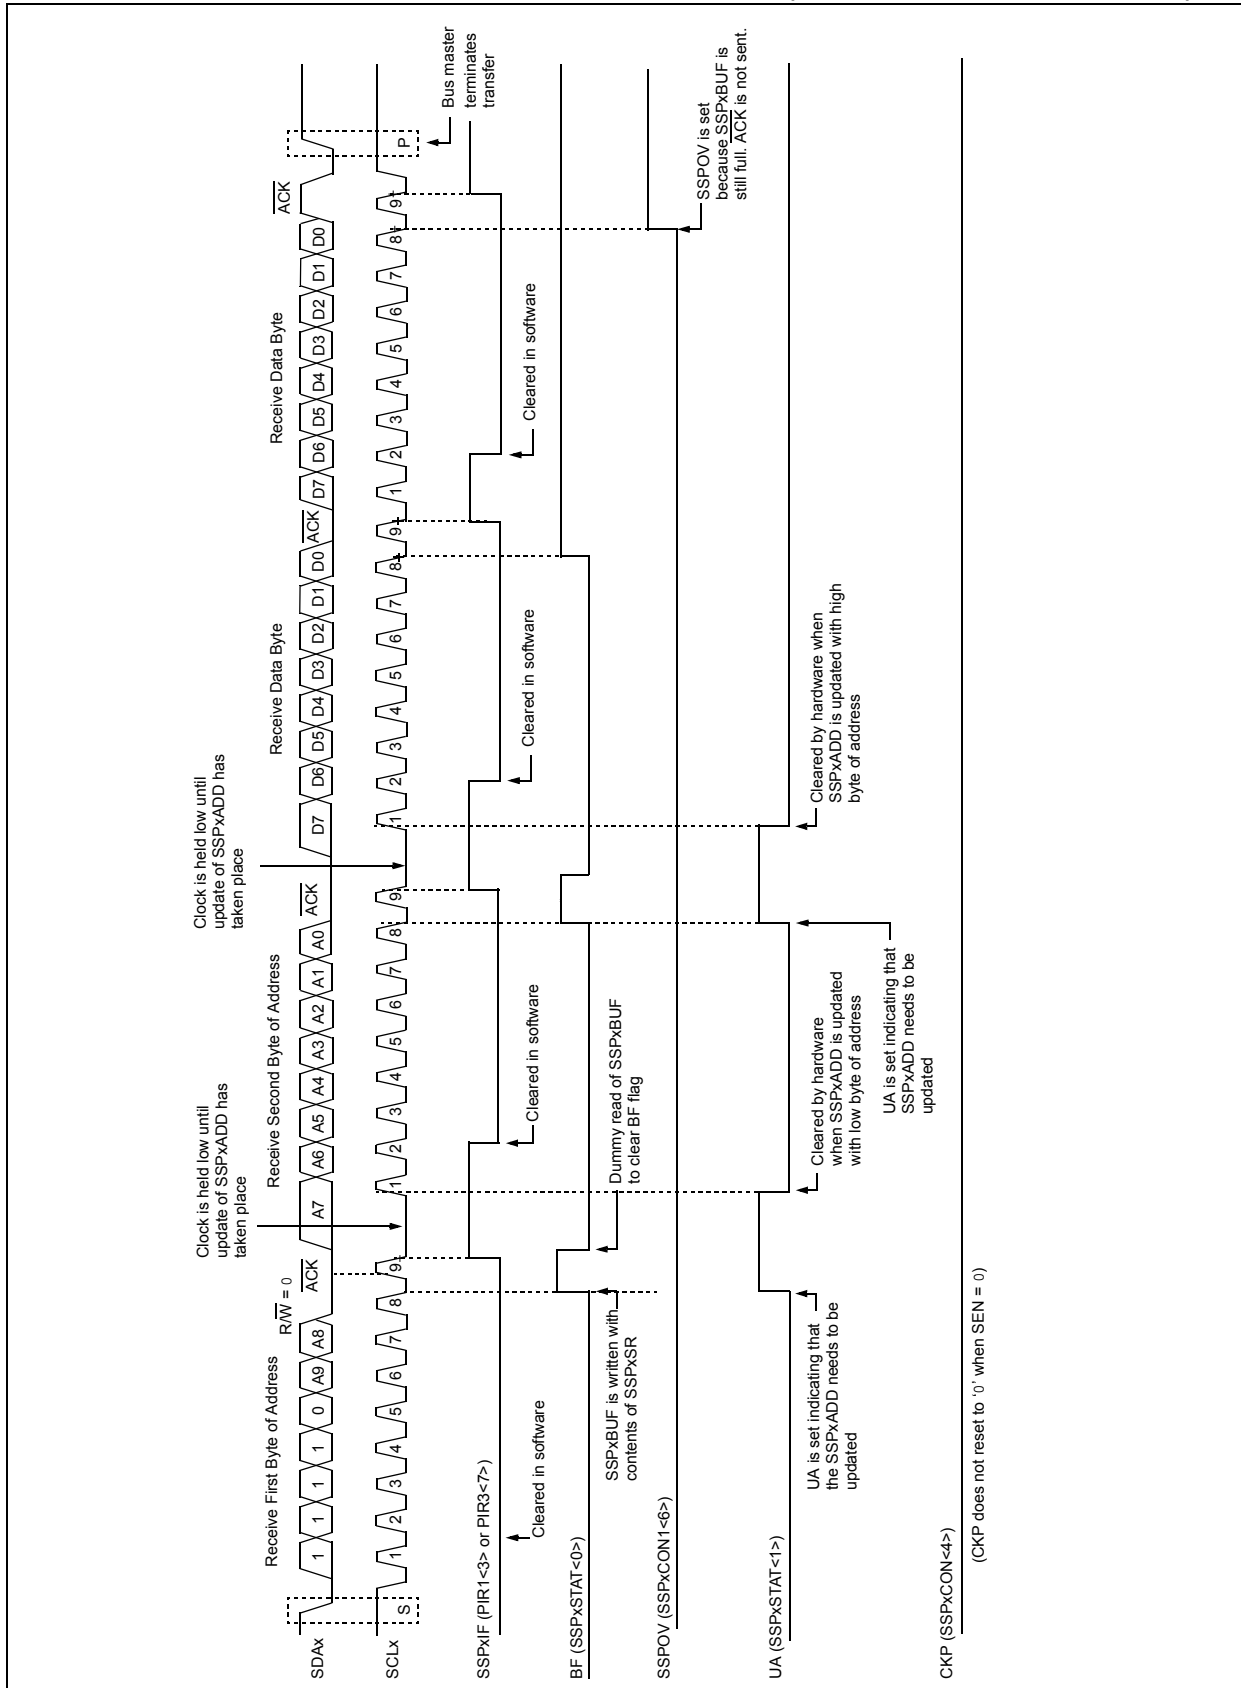 Receive First Byte of Address
R/W = 0
ACK
Clock is held low until
update of SSPxADD has
taken place
Receive Second Byte of Address
ACK
Clock is held low until
update of SSPxADD has
taken place
Receive Data Byte
ACK
Receive Data Byte
ACK
SDAx
1 1 1 1 0 A9 A8
A7 A6 A5 A4 A3 A2 A1 A0
D7 D6 D5 D4 D3 D2 D1 D0
D7 D6 D5 D4 D3 D2 D1 D0
SCLx
S
1 2 3 4 5 6 7 8 9
1 2 3 4 5 6 7 8 9
1 2 3 4 5 6 7 8 9
1 2 3 4 5 6 7 8 9
P
Bus master
terminates
transfer
SSPxIF (PIR1<3> or PIR3<7>)
Cleared in software
Cleared in software
Cleared in software
Cleared in software
BF (SSPxSTAT<0>)
SSPxBUF is written with
contents of SSPxSR
Dummy read of SSPxBUF
to clear BF flag
SSPOV (SSPxCON1<6>)
SSPOV is set
because SSPxBUF is
still full. ACK is not sent.
UA (SSPxSTAT<1>)
UA is set indicating that
the SSPxADD needs to be
updated
Cleared by hardware
when SSPxADD is updated
with low byte of address
UA is set indicating that
SSPxADD needs to be
updated
Cleared by hardware when
SSPxADD is updated with high
byte of address
CKP (SSPxCON<4>)
(CKP does not reset to ‘0’ when SEN = 0)